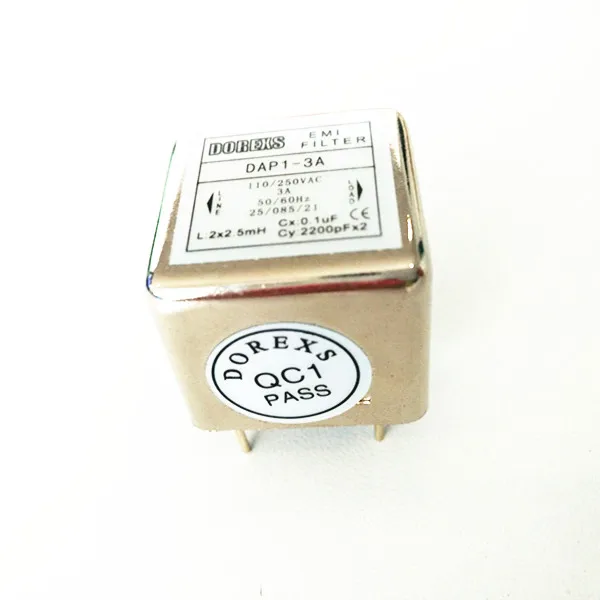 DOREXS EMI FILTER
DAP1-3A
110/250VAC
3A
50/60Hz
25/085/21
LINE
LOAD
L:2x2.5mH Cx:0.1uF CE
Cy:2200pFx2
DOREXS
QC1
PASS